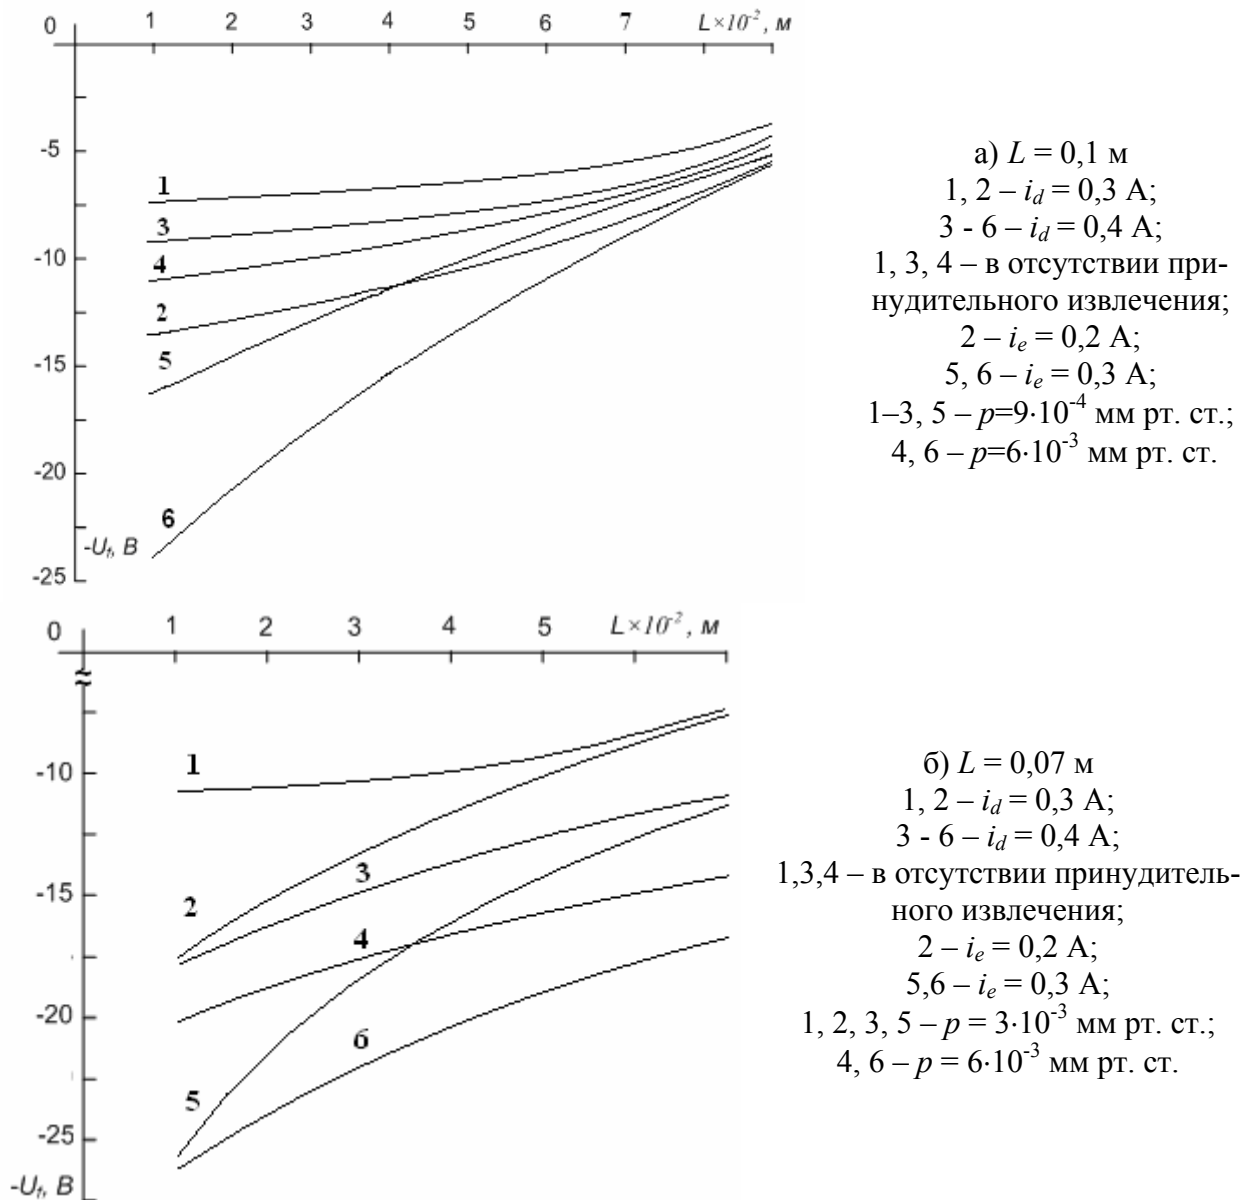 0 1 2 3 4 5 6 7 L×10⁻², м
-5
-10
-15
-20
-25
-U_f, В
1
3
4
2
5
6
а) L = 0,1 м
1, 2 – i_d = 0,3 А;
3 - 6 – i_d = 0,4 А;
1, 3, 4 – в отсутствии при-
нудительного извлечения;
2 – i_e = 0,2 А;
5, 6 – i_e = 0,3 А;
1–3, 5 – p=9·10⁻⁴ мм рт. ст.;
4, 6 – p=6·10⁻³ мм рт. ст.
0 1 2 3 4 5 L×10⁻², м
≈
-10
-15
-20
-25
-U_f, В
1
2
3
4
6
5
б) L = 0,07 м
1, 2 – i_d = 0,3 А;
3 - 6 – i_d = 0,4 А;
1,3,4 – в отсутствии принудитель-
ного извлечения;
2 – i_e = 0,2 А;
5,6 – i_e = 0,3 А;
1, 2, 3, 5 – p = 3·10⁻³ мм рт. ст.;
4, 6 – p = 6·10⁻³ мм рт. ст.